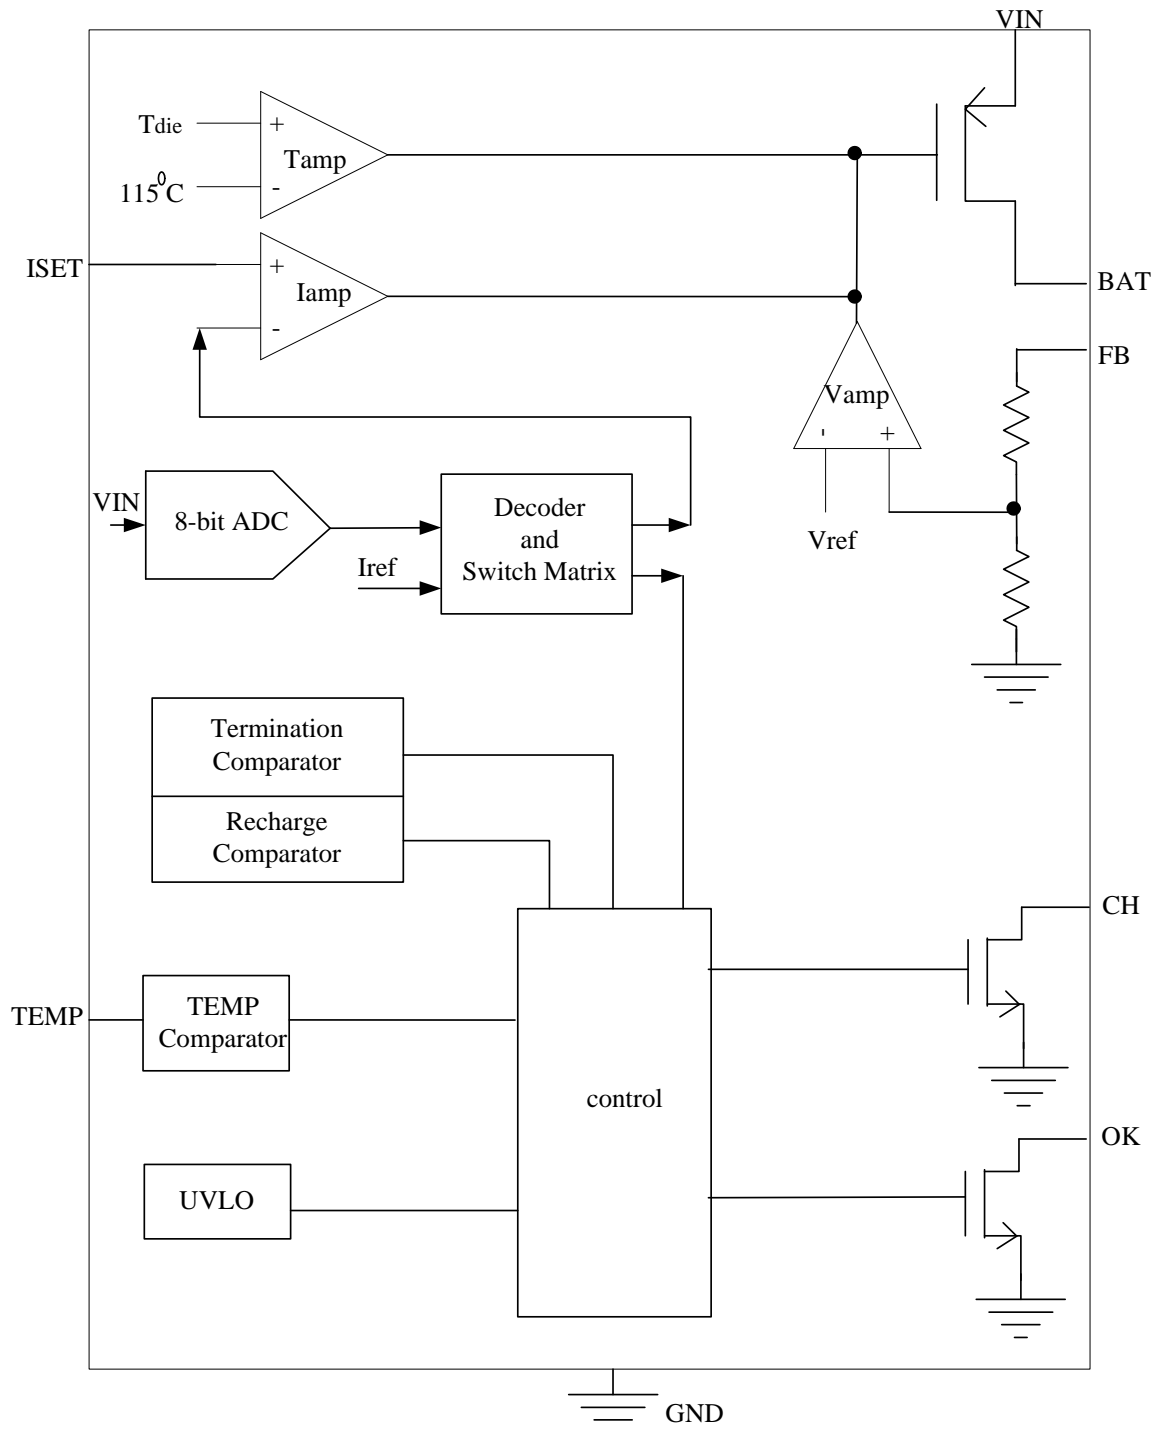 VIN
Tdie
+
Tamp
115⁰C
-
ISET
+
Iamp
-
BAT
FB
Vamp
-
+
VIN
8-bit ADC
Decoder
and
Switch Matrix
Iref
Vref
Termination
Comparator
Recharge
Comparator
CH
TEMP
TEMP
Comparator
control
OK
UVLO
GND